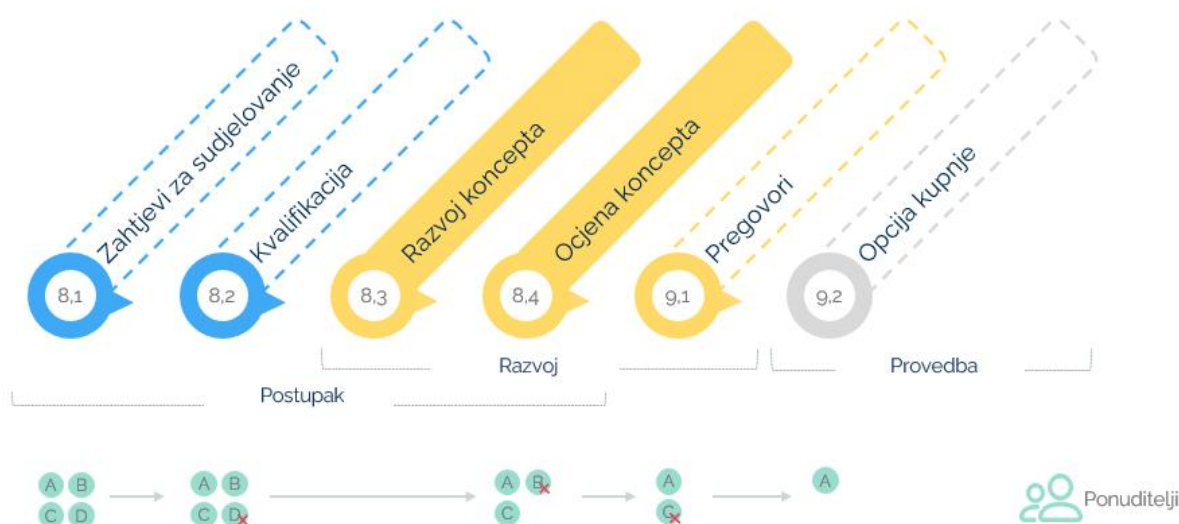 Zahtjevi za sudjelovanje
Kvalifikacija
Razvoj koncepta
Ocjena koncepta
Pregovori
Opcija kupnje
8,1
8,2
8,3
8,4
9,1
9,2
Razvoj
Provedba
Postupak
A B
C D
A B
C D
A B
C
A
C
A
Ponuditelji